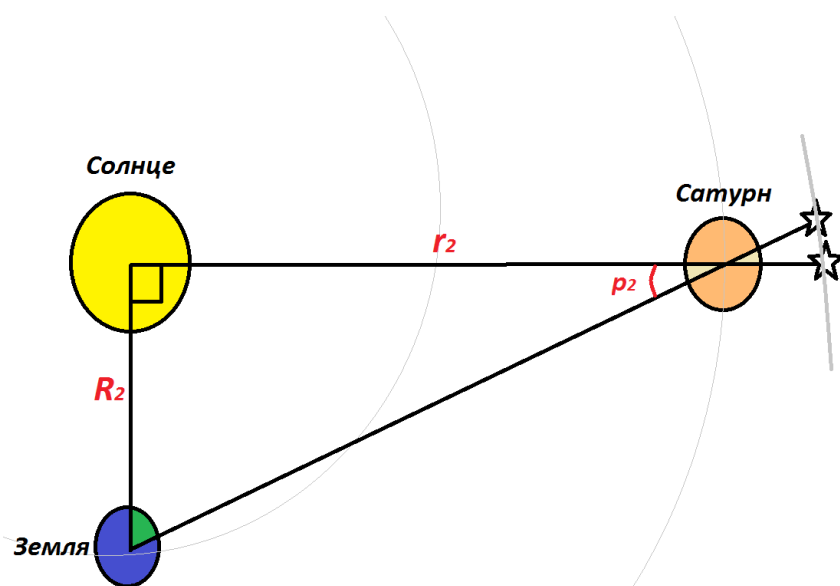 Солнце
Сатурн
r₂
p₂
R₂
Земля